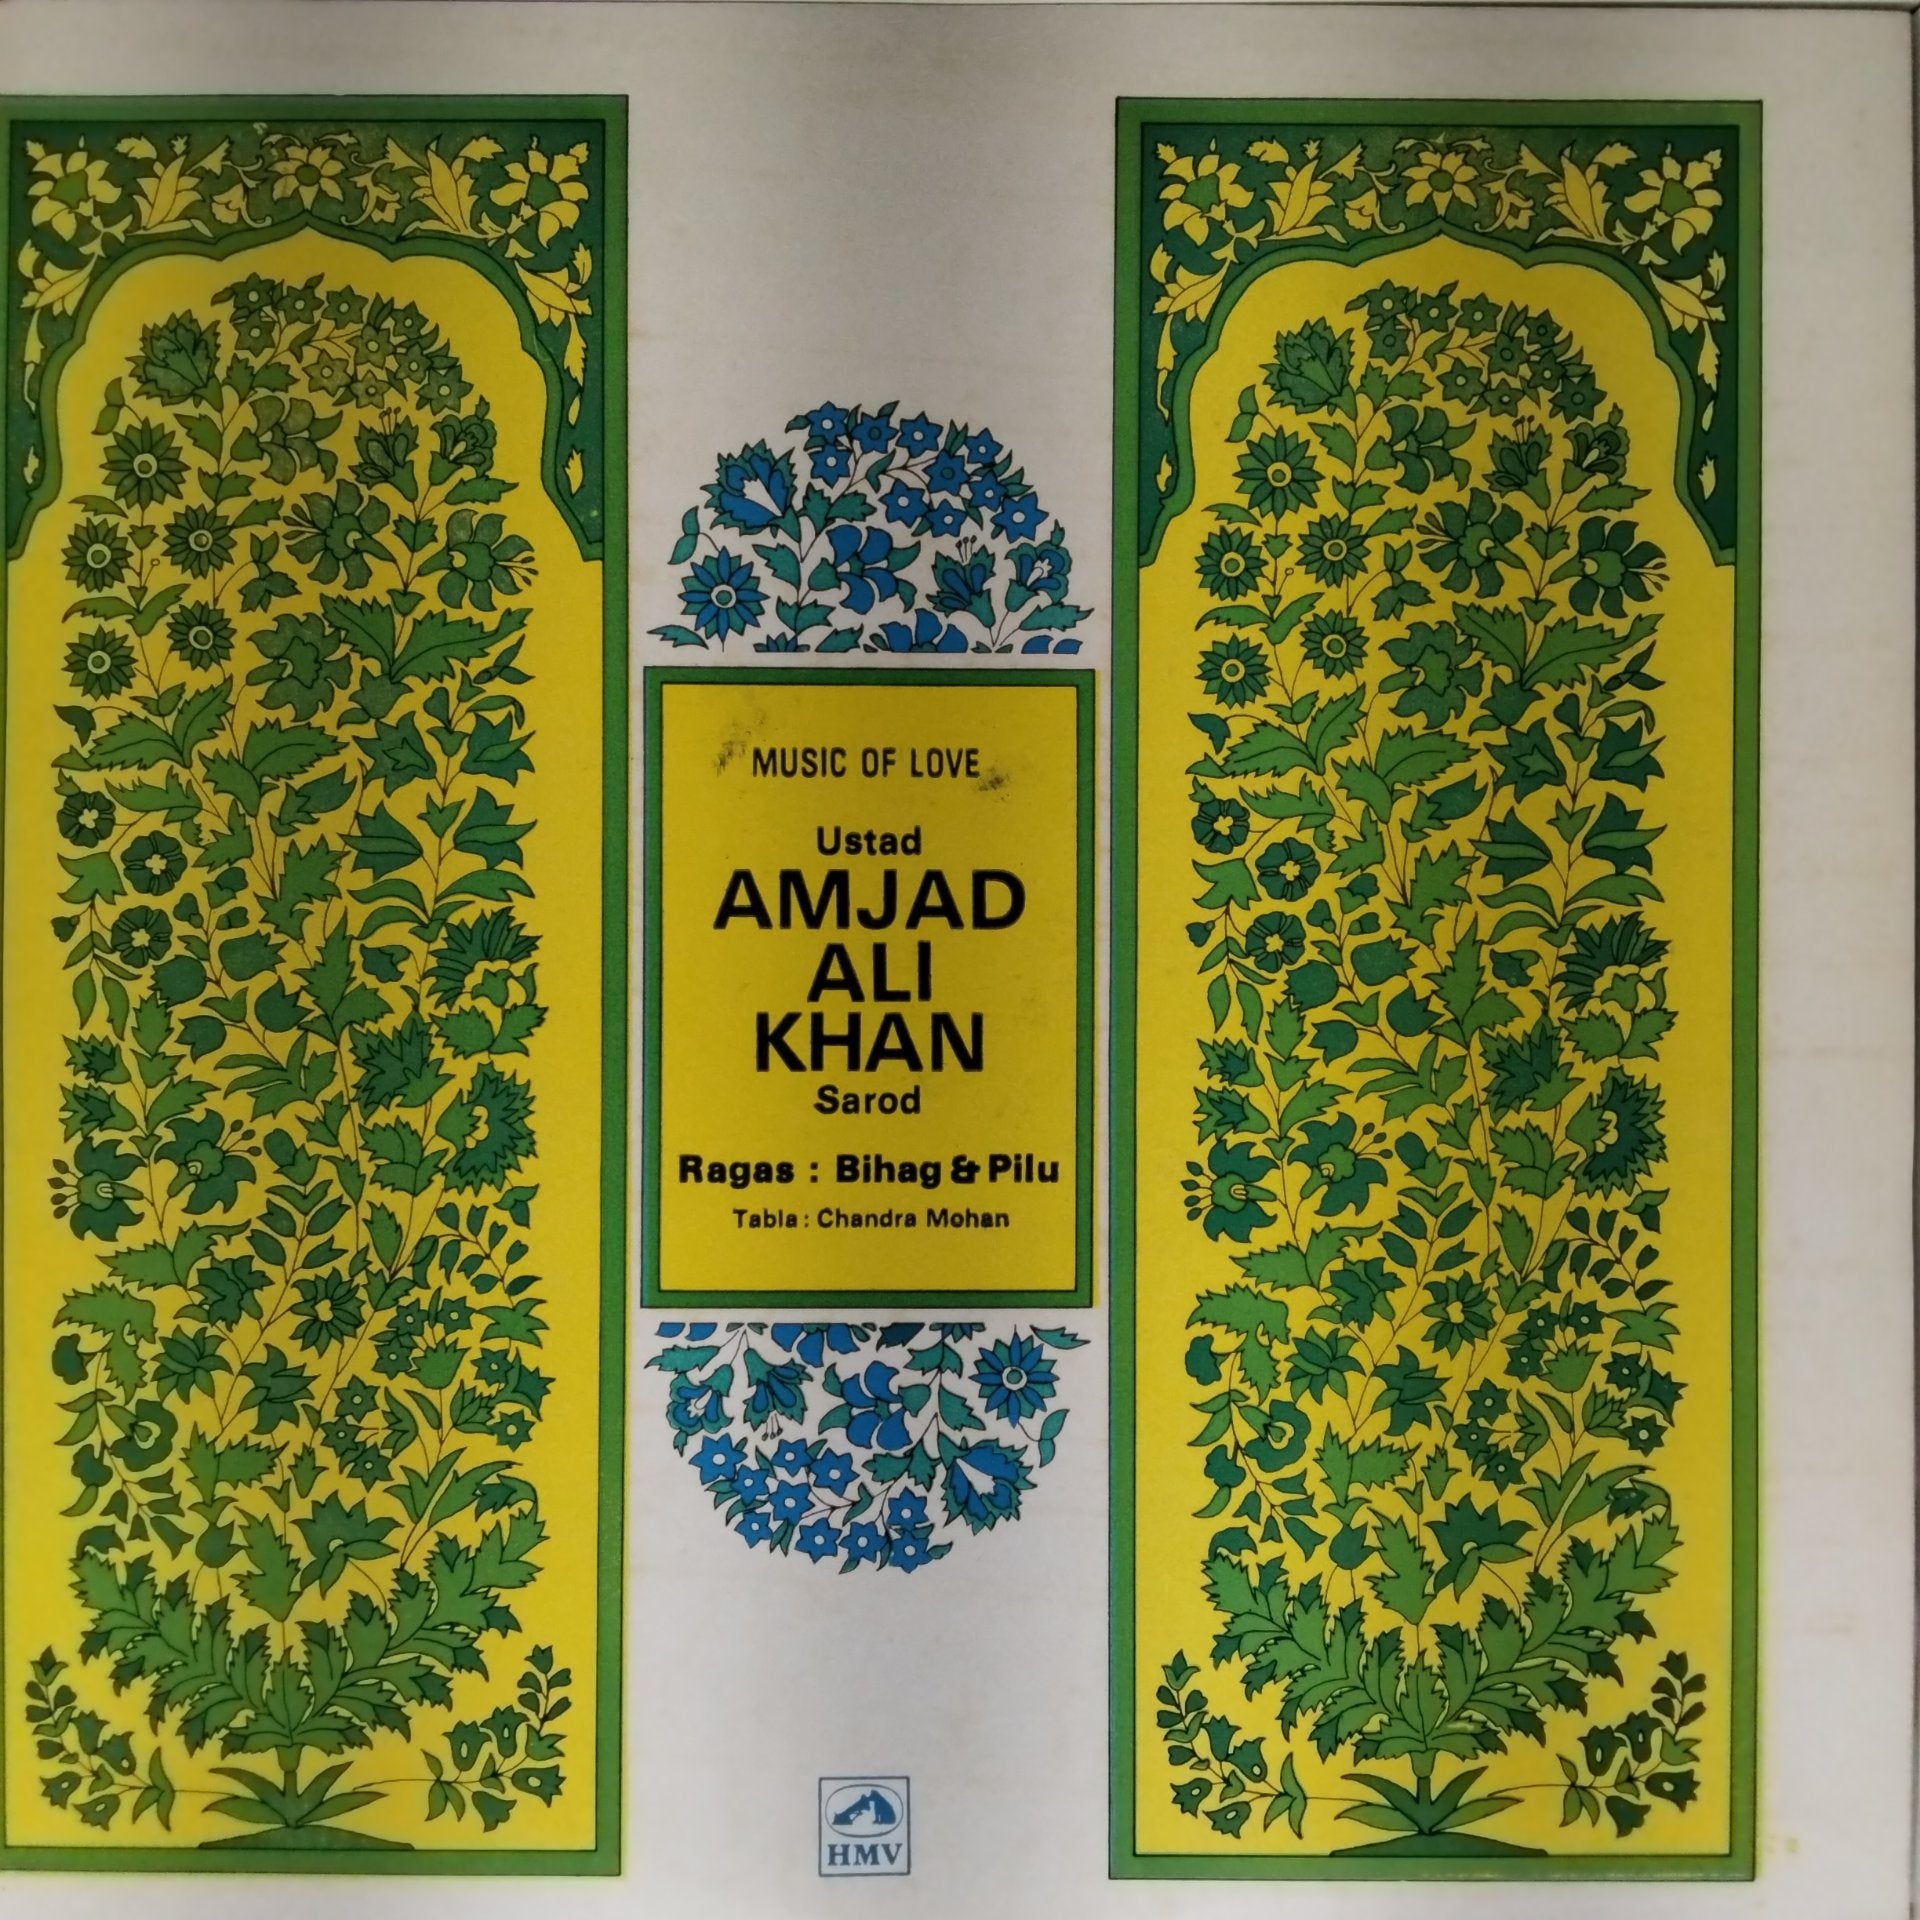 MUSIC OF LOVE
Ustad
AMJAD
ALI
KHAN
Sarod
Ragas : Bihag & Pilu
Tabla : Chandra Mohan
HMV